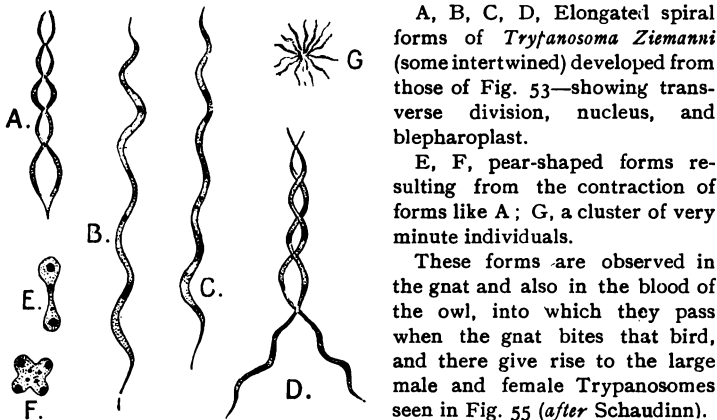 A.
B.
C.
D.
E.
F.
G
A, B, C, D, Elongated spiral
forms of Trypanosoma Ziemanni
(some intertwined) developed from
those of Fig. 53—showing trans-
verse division, nucleus, and
blepharoplast.
E, F, pear-shaped forms re-
sulting from the contraction of
forms like A; G, a cluster of very
minute individuals.
These forms are observed in
the gnat and also in the blood of
the owl, into which they pass
when the gnat bites that bird,
and there give rise to the large
male and female Trypanosomes
seen in Fig. 55 (after Schaudinn).